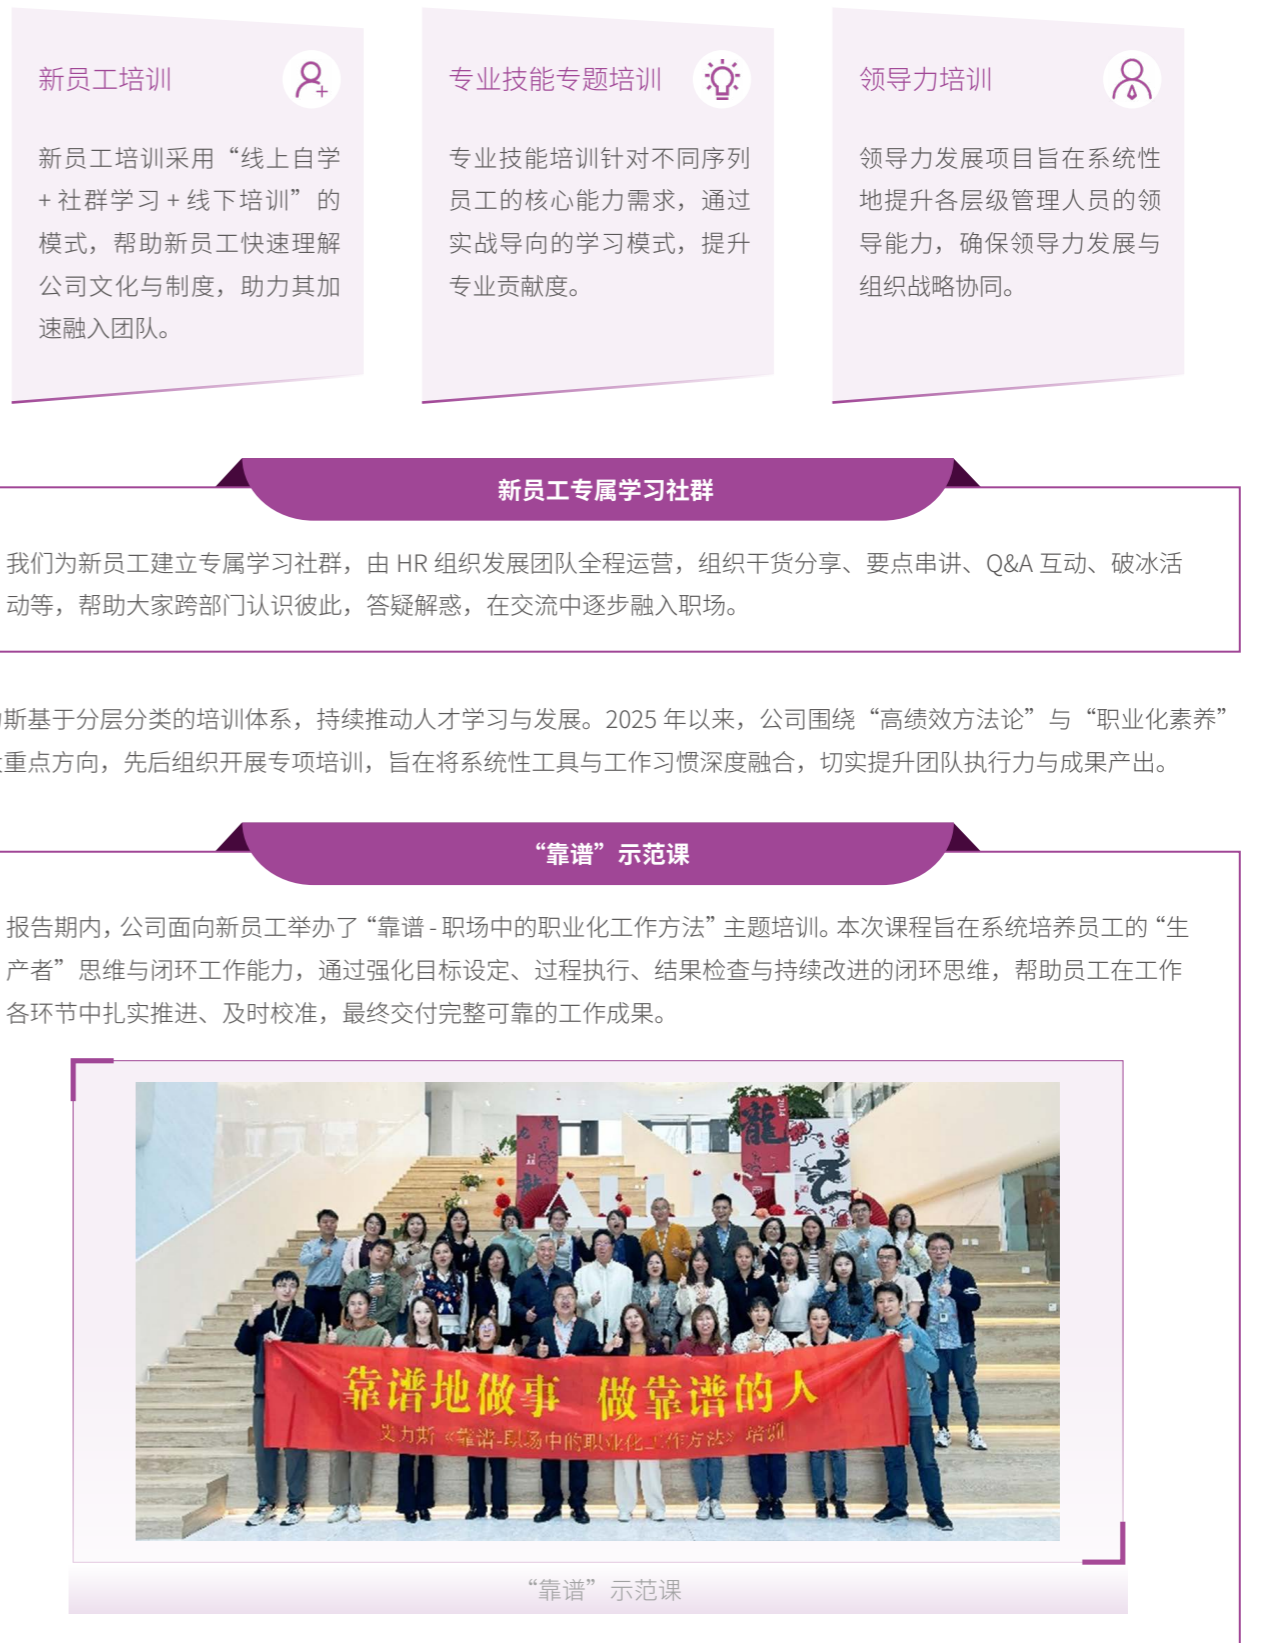 新员工培训
新员工培训采用“线上自学
+ 社群学习 + 线下培训”的
模式，帮助新员工快速理解
公司文化与制度，助力其加
速融入团队。
专业技能专题培训
专业技能培训针对不同序列
员工的核心能力需求，通过
实战导向的学习模式，提升
专业贡献度。
领导力培训
领导力发展项目旨在系统性
地提升各层级管理人员的领
导能力，确保领导力发展与
组织战略协同。
新员工专属学习社群
我们为新员工建立专属学习社群，由 HR 组织发展团队全程运营，组织干货分享、要点串讲、Q&A 互动、破冰活
动等，帮助大家跨部门认识彼此，答疑解惑，在交流中逐步融入职场。
斯基于分层分类的培训体系，持续推动人才学习与发展。2025 年以来，公司围绕“高绩效方法论”与“职业化素养”
重点方向，先后组织开展专项培训，旨在将系统性工具与工作习惯深度融合，切实提升团队执行力与成果产出。
“靠谱”示范课
报告期内，公司面向新员工举办了“靠谱 - 职场中的职业化工作方法”主题培训。本次课程旨在系统培养员工的“生
产者”思维与闭环工作能力，通过强化目标设定、过程执行、结果检查与持续改进的闭环思维，帮助员工在工作
各环节中扎实推进、及时校准，最终交付完整可靠的工作成果。
2024
龍
靠谱地做事 做靠谱的人
艾力斯《靠谱-职场中的职业化工作方法》培训
“靠谱”示范课